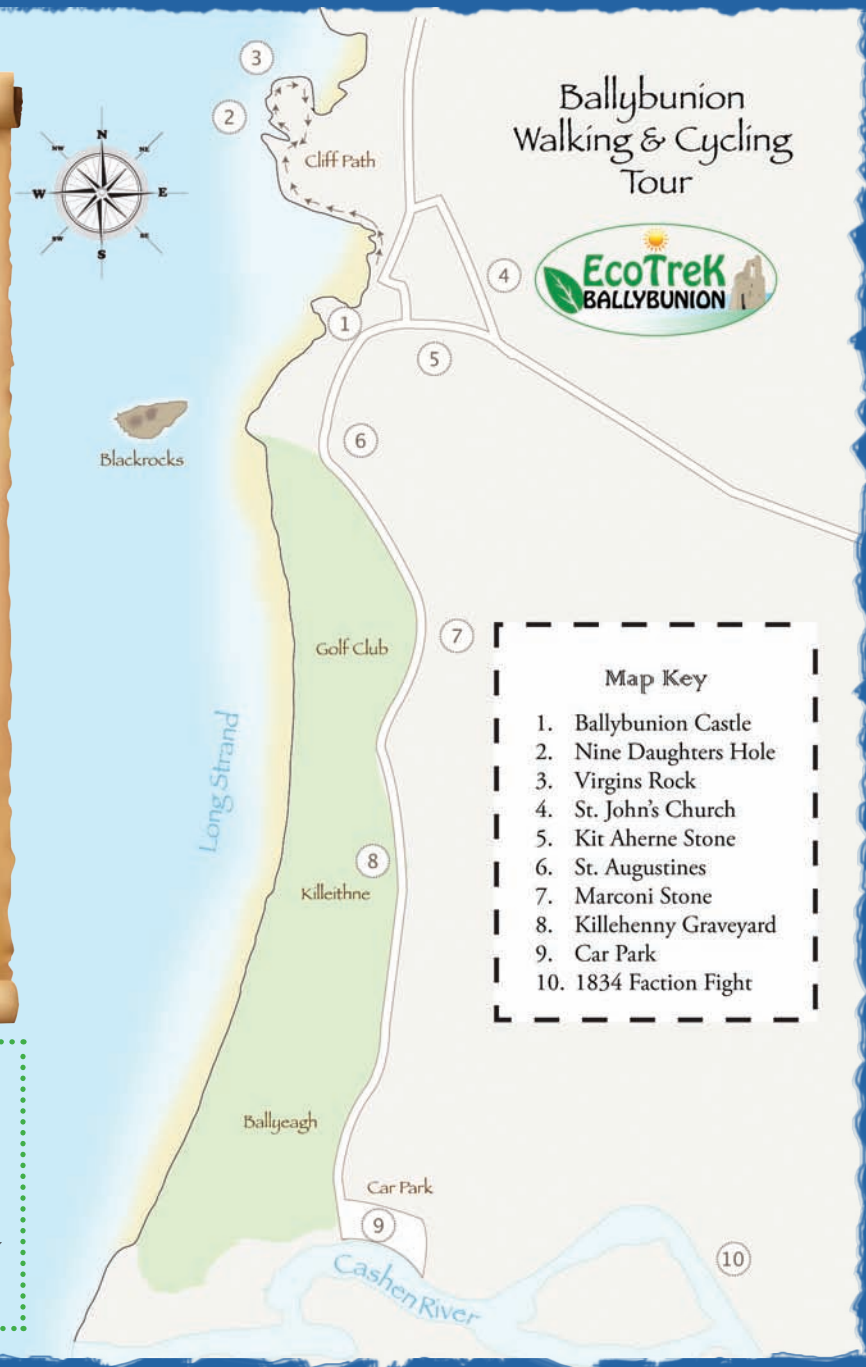 Ballybunion
Walking & Cycling
Tour
EcoTreK
BALLYBUNION
N
NW
NE
W
E
SW
SE
S
3
2
Cliff Path
4
1
5
6
Blackrocks
7
Golf Club
Long Strand
8
Killeithne
Ballyeagh
Car Park
9
Cashen River
10
Map Key
1. Ballybunion Castle
2. Nine Daughters Hole
3. Virgins Rock
4. St. John's Church
5. Kit Aherne Stone
6. St. Augustines
7. Marconi Stone
8. Killehenny Graveyard
9. Car Park
10. 1834 Faction Fight